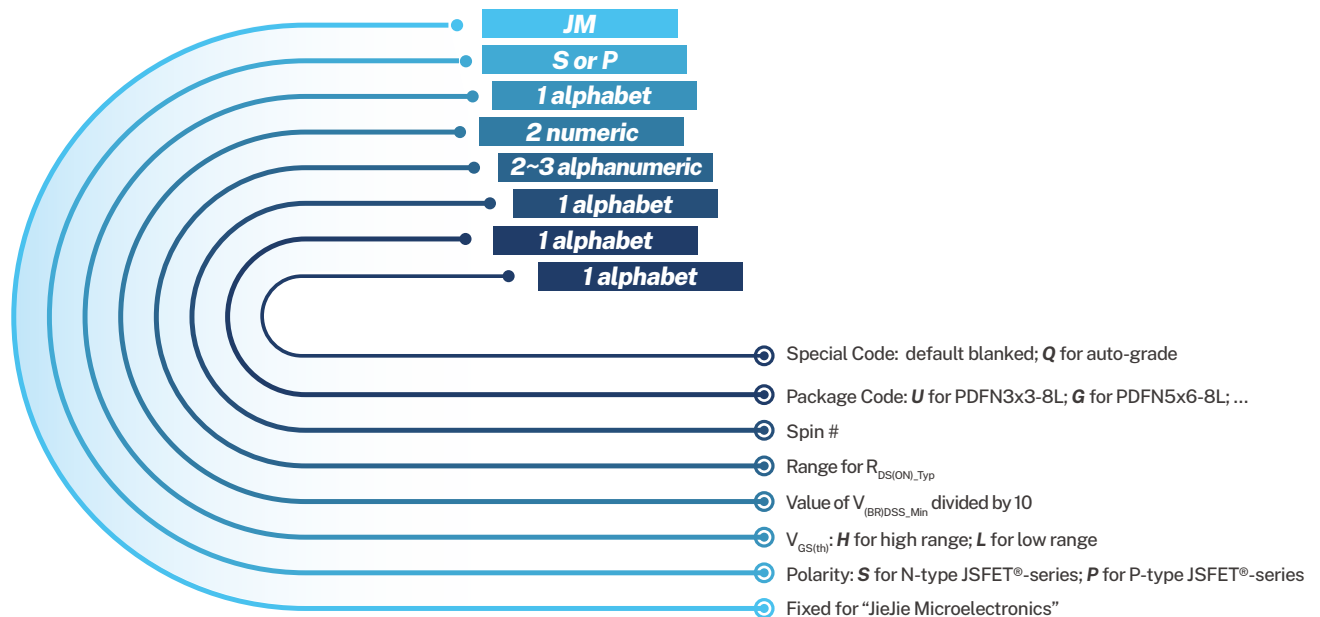 JM
S or P
1 alphabet
2 numeric
2~3 alphanumeric
1 alphabet
1 alphabet
1 alphabet
Special Code: default blanked; Q for auto-grade
Package Code: U for PDFN3x3-8L; G for PDFN5x6-8L; ...
Spin #
Range for RDS(ON)_Typ
Value of V(BR)DSS_Min divided by 10
VGS(th): H for high range; L for low range
Polarity: S for N-type JSFET®-series; P for P-type JSFET®-series
Fixed for “JieJie Microelectronics”